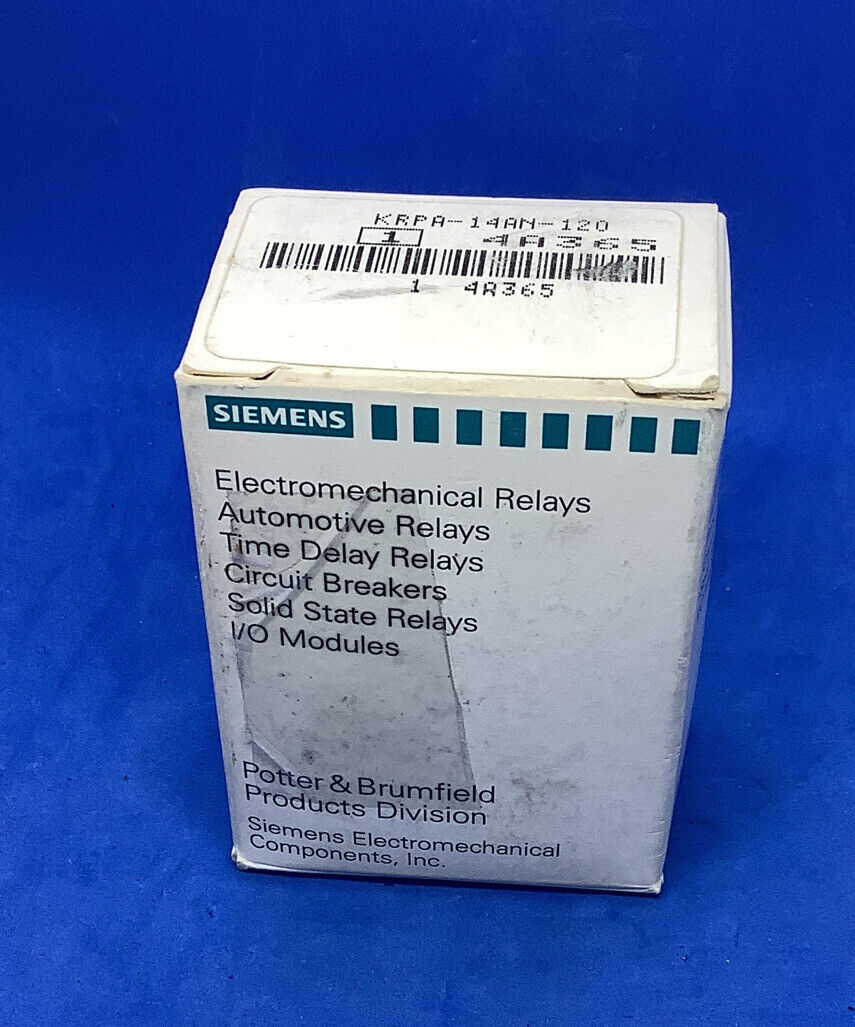 KRPA-14AN-120
1 4A365
1 4A365
SIEMENS
Electromechanical Relays
Automotive Relays
Time Delay Relays
Circuit Breakers
Solid State Relays
I/O Modules
Potter & Brumfield
Products Division
Siemens Electromechanical
Components, Inc.